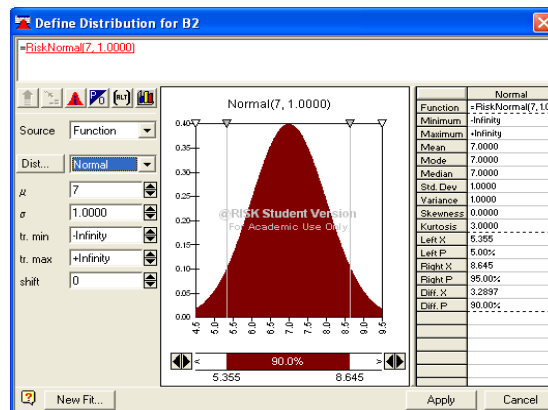 Define Distribution for B2
=RiskNormal(7, 1.0000)
Source Function
Dist... Normal
μ 7
σ 1.0000
tr. min -Infinity
tr. max +Infinity
shift 0
Normal(7, 1.0000)
0.40
0.35
0.30
0.25
0.20
0.15
0.10
0.05
0.00
@RISK Student Version
For Academic Use Only
4.5 5.0 5.5 6.0 6.5 7.0 7.5 8.0 8.5 9.0 9.5
< 90.0% >
5.355 8.645
Normal
Function =RiskNormal(7, 1.0
Minimum -Infinity
Maximum +Infinity
Mean 7.0000
Mode 7.0000
Median 7.0000
Std. Dev 1.0000
Variance 1.0000
Skewness 0.0000
Kurtosis 3.0000
Left X 5.355
Left P 5.00%
Right X 8.645
Right P 95.00%
Diff. X 3.2897
Diff. P 90.00%
New Fit... Apply Cancel